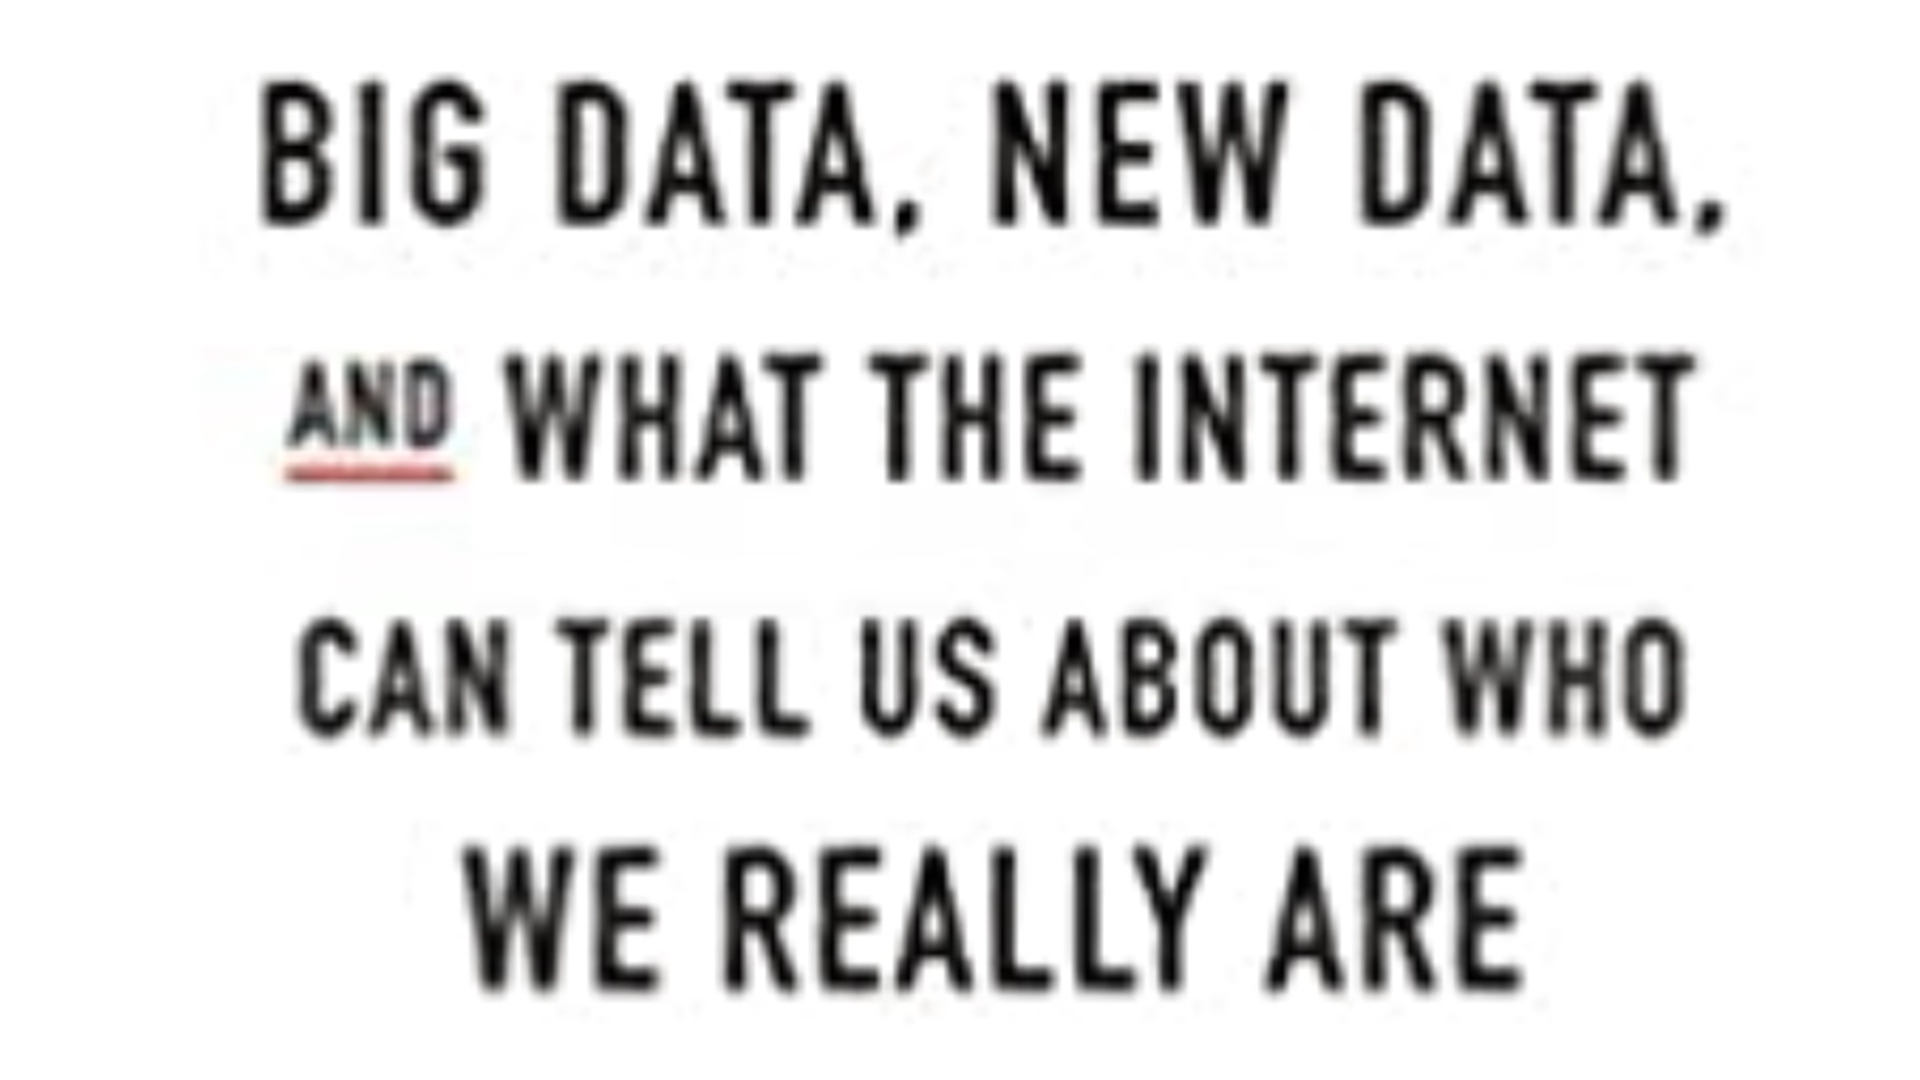 BIG DATA, NEW DATA,
AND WHAT THE INTERNET
CAN TELL US ABOUT WHO
WE REALLY ARE